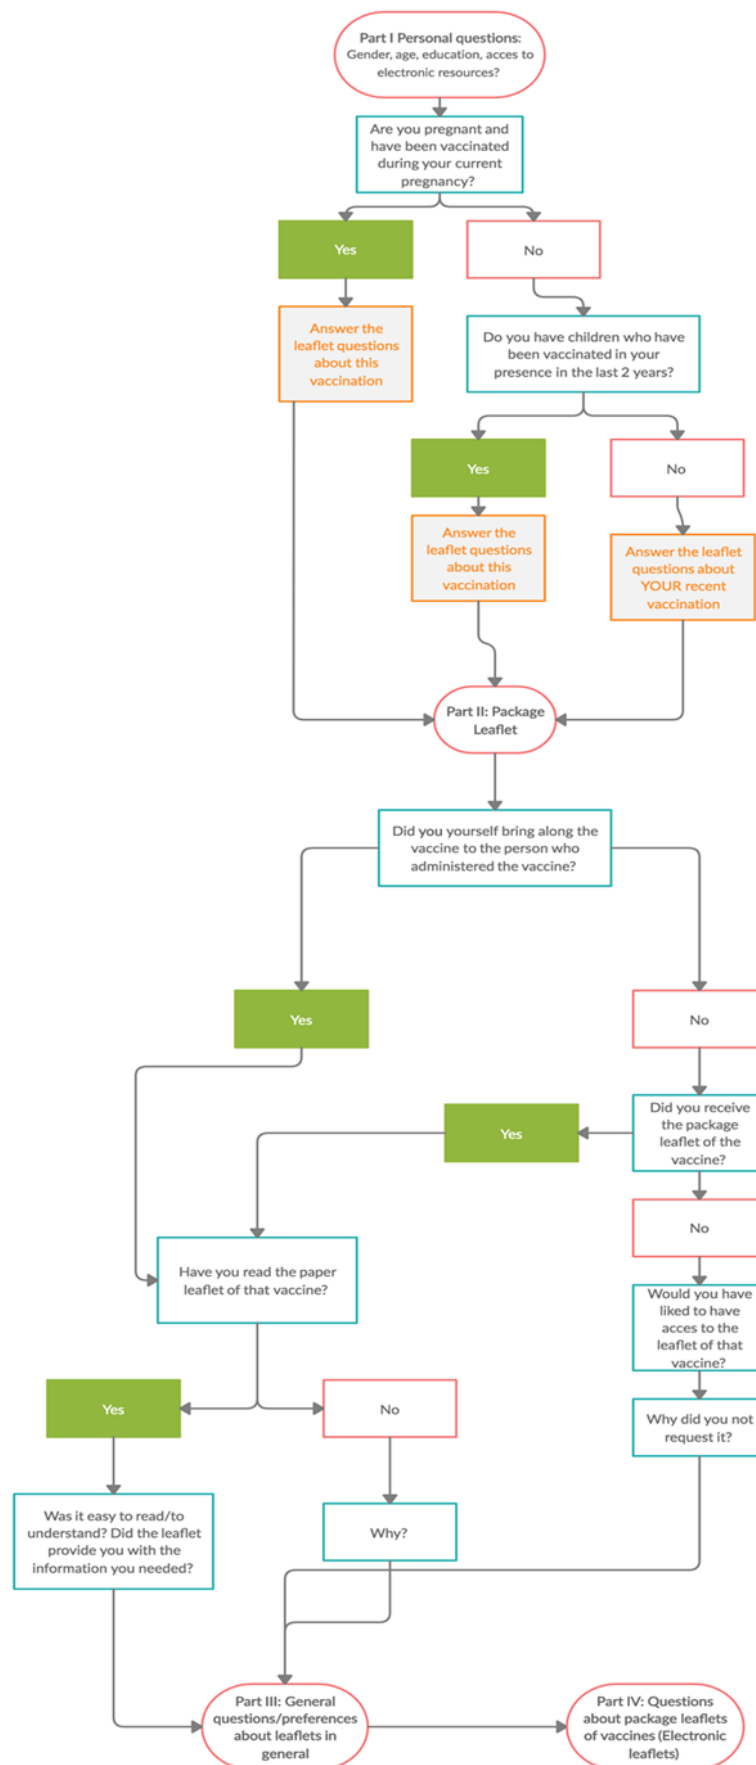 Part I Personal questions:
Gender, age, education, acces to
electronic resources?
Are you pregnant and
have been vaccinated
during your current
pregnancy?
Yes
No
Answer the
leaflet questions
about this
vaccination
Do you have children who have
been vaccinated in your
presence in the last 2 years?
Yes
No
Answer the
leaflet questions
about this
vaccination
Answer the leaflet
questions about
YOUR recent
vaccination
Part II: Package
Leaflet
Did you yourself bring along the
vaccine to the person who
administered the vaccine?
Yes
No
Did you receive
the package
leaflet of the
vaccine?
Yes
No
Have you read the paper
leaflet of that vaccine?
Would you have
liked to have
acces to the
leaflet of that
vaccine?
Yes
No
Why did you not
request it?
Was it easy to read/to
understand? Did the leaflet
provide you with the
information you needed?
Why?
Part III: General
questions/preferences
about leaflets in
general
Part IV: Questions
about package leaflets
of vaccines (Electronic
leaflets)